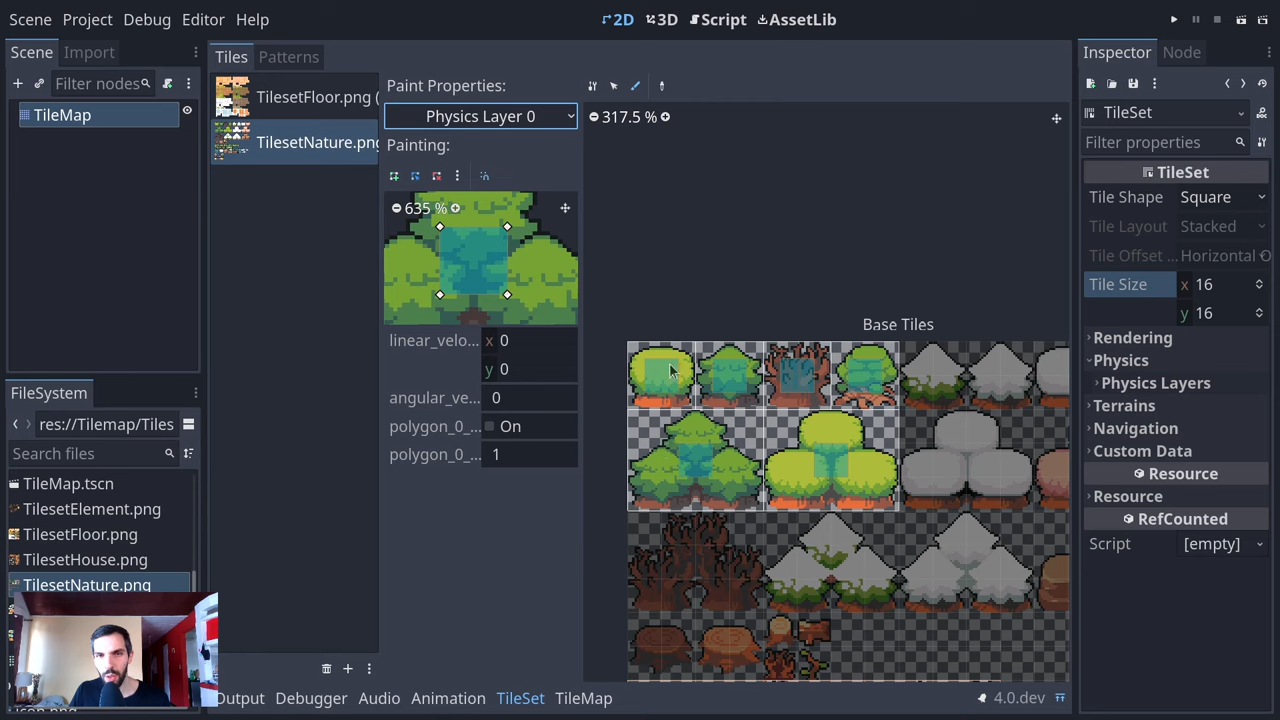 Scene Project Debug Editor Help
2D 3D Script AssetLib
Scene Import
Filter nodes
TileMap
FileSystem
res://Tilemap/Tiles
Search files
TileMap.tscn
TilesetElement.png
TilesetFloor.png
TilesetHouse.png
TilesetNature.png
Tiles Patterns
TilesetFloor.png (
TilesetNature.png
Paint Properties:
Physics Layer 0
Painting:
635 %
linear_velo... x 0
y 0
angular_ve... 0
polygon_0_... On
polygon_0_... 1
317.5 %
Base Tiles
Output Debugger Audio Animation TileSet TileMap
4.0.dev
Inspector Node
TileSet
Filter properties
TileSet
Tile Shape Square
Tile Layout Stacked
Tile Offset ... Horizontal O
Tile Size x 16
y 16
Rendering
Physics
Physics Layers
Terrains
Navigation
Custom Data
Resource
Resource
RefCounted
Script [empty]